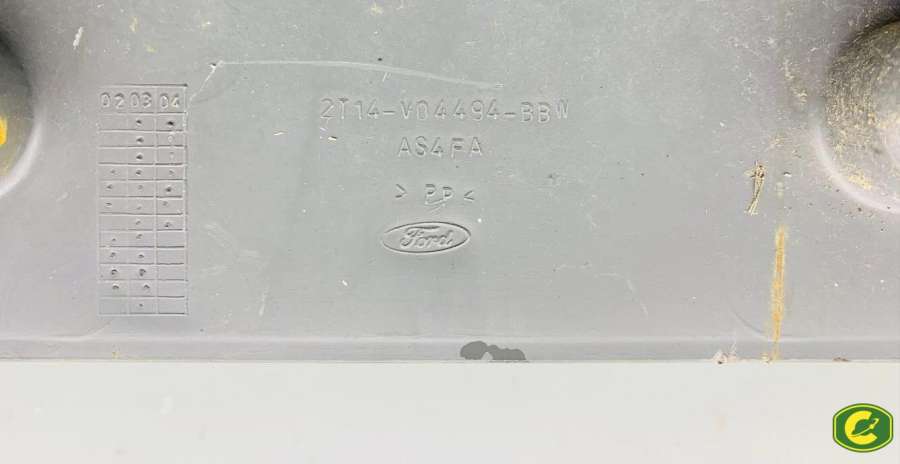 02 03 04
2T14-V04494-BBW
AS4FA
> PP <
Ford